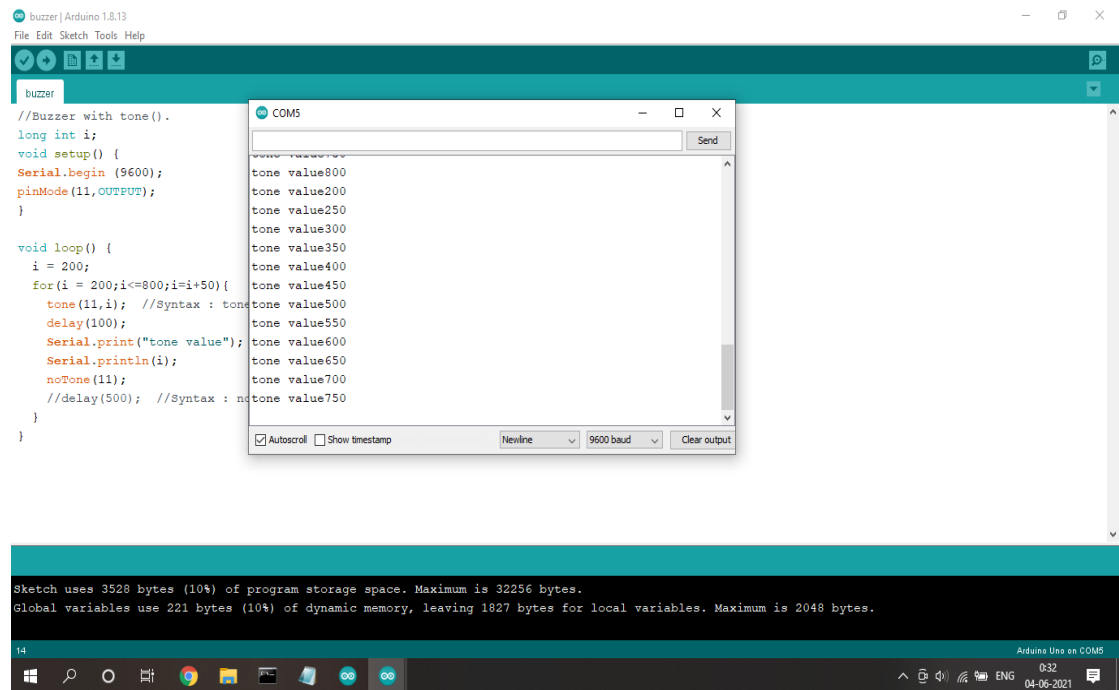 buzzer | Arduino 1.8.13
File Edit Sketch Tools Help
buzzer
//Buzzer with tone().
long int i;
void setup() {
Serial.begin (9600);
pinMode(11,OUTPUT);
}
void loop() {
i = 200;
for(i = 200;i<=800;i=i+50){
tone(11,i); //Syntax : tone
delay(100);
Serial.print("tone value");
Serial.println(i);
noTone(11);
//delay(500); //Syntax : no
}
}
COM5
Send
tone value800
tone value200
tone value250
tone value300
tone value350
tone value400
tone value450
tone value500
tone value550
tone value600
tone value650
tone value700
tone value750
Autoscroll Show timestamp Newline 9600 baud Clear output
Sketch uses 3528 bytes (10%) of program storage space. Maximum is 32256 bytes.
Global variables use 221 bytes (10%) of dynamic memory, leaving 1827 bytes for local variables. Maximum is 2048 bytes.
14 Arduino Uno on COM5
ENG 0:32
04-06-2021